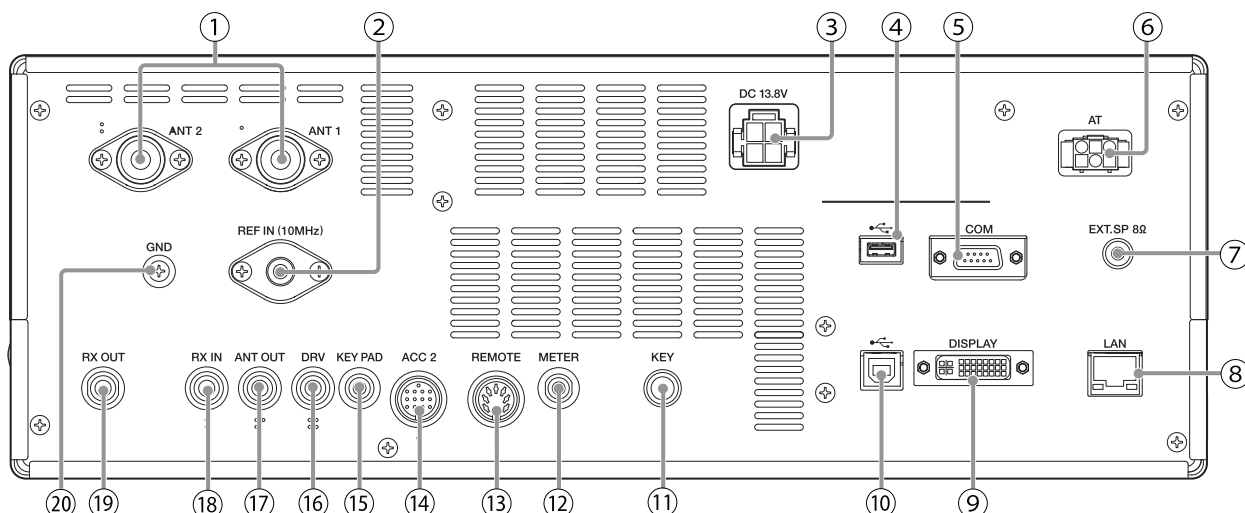 ① ② ③ ④ ⑤ ⑥
DC 13.8V
ANT 2 ANT 1 AT
REF IN (10MHz) COM EXT.SP 8Ω
GND
⑦
RX OUT RX IN ANT OUT DRV KEY PAD ACC 2 REMOTE METER KEY DISPLAY LAN
⑧
⑳ ⑲ ⑱ ⑰ ⑯ ⑮ ⑭ ⑬ ⑫ ⑪ ⑩ ⑨